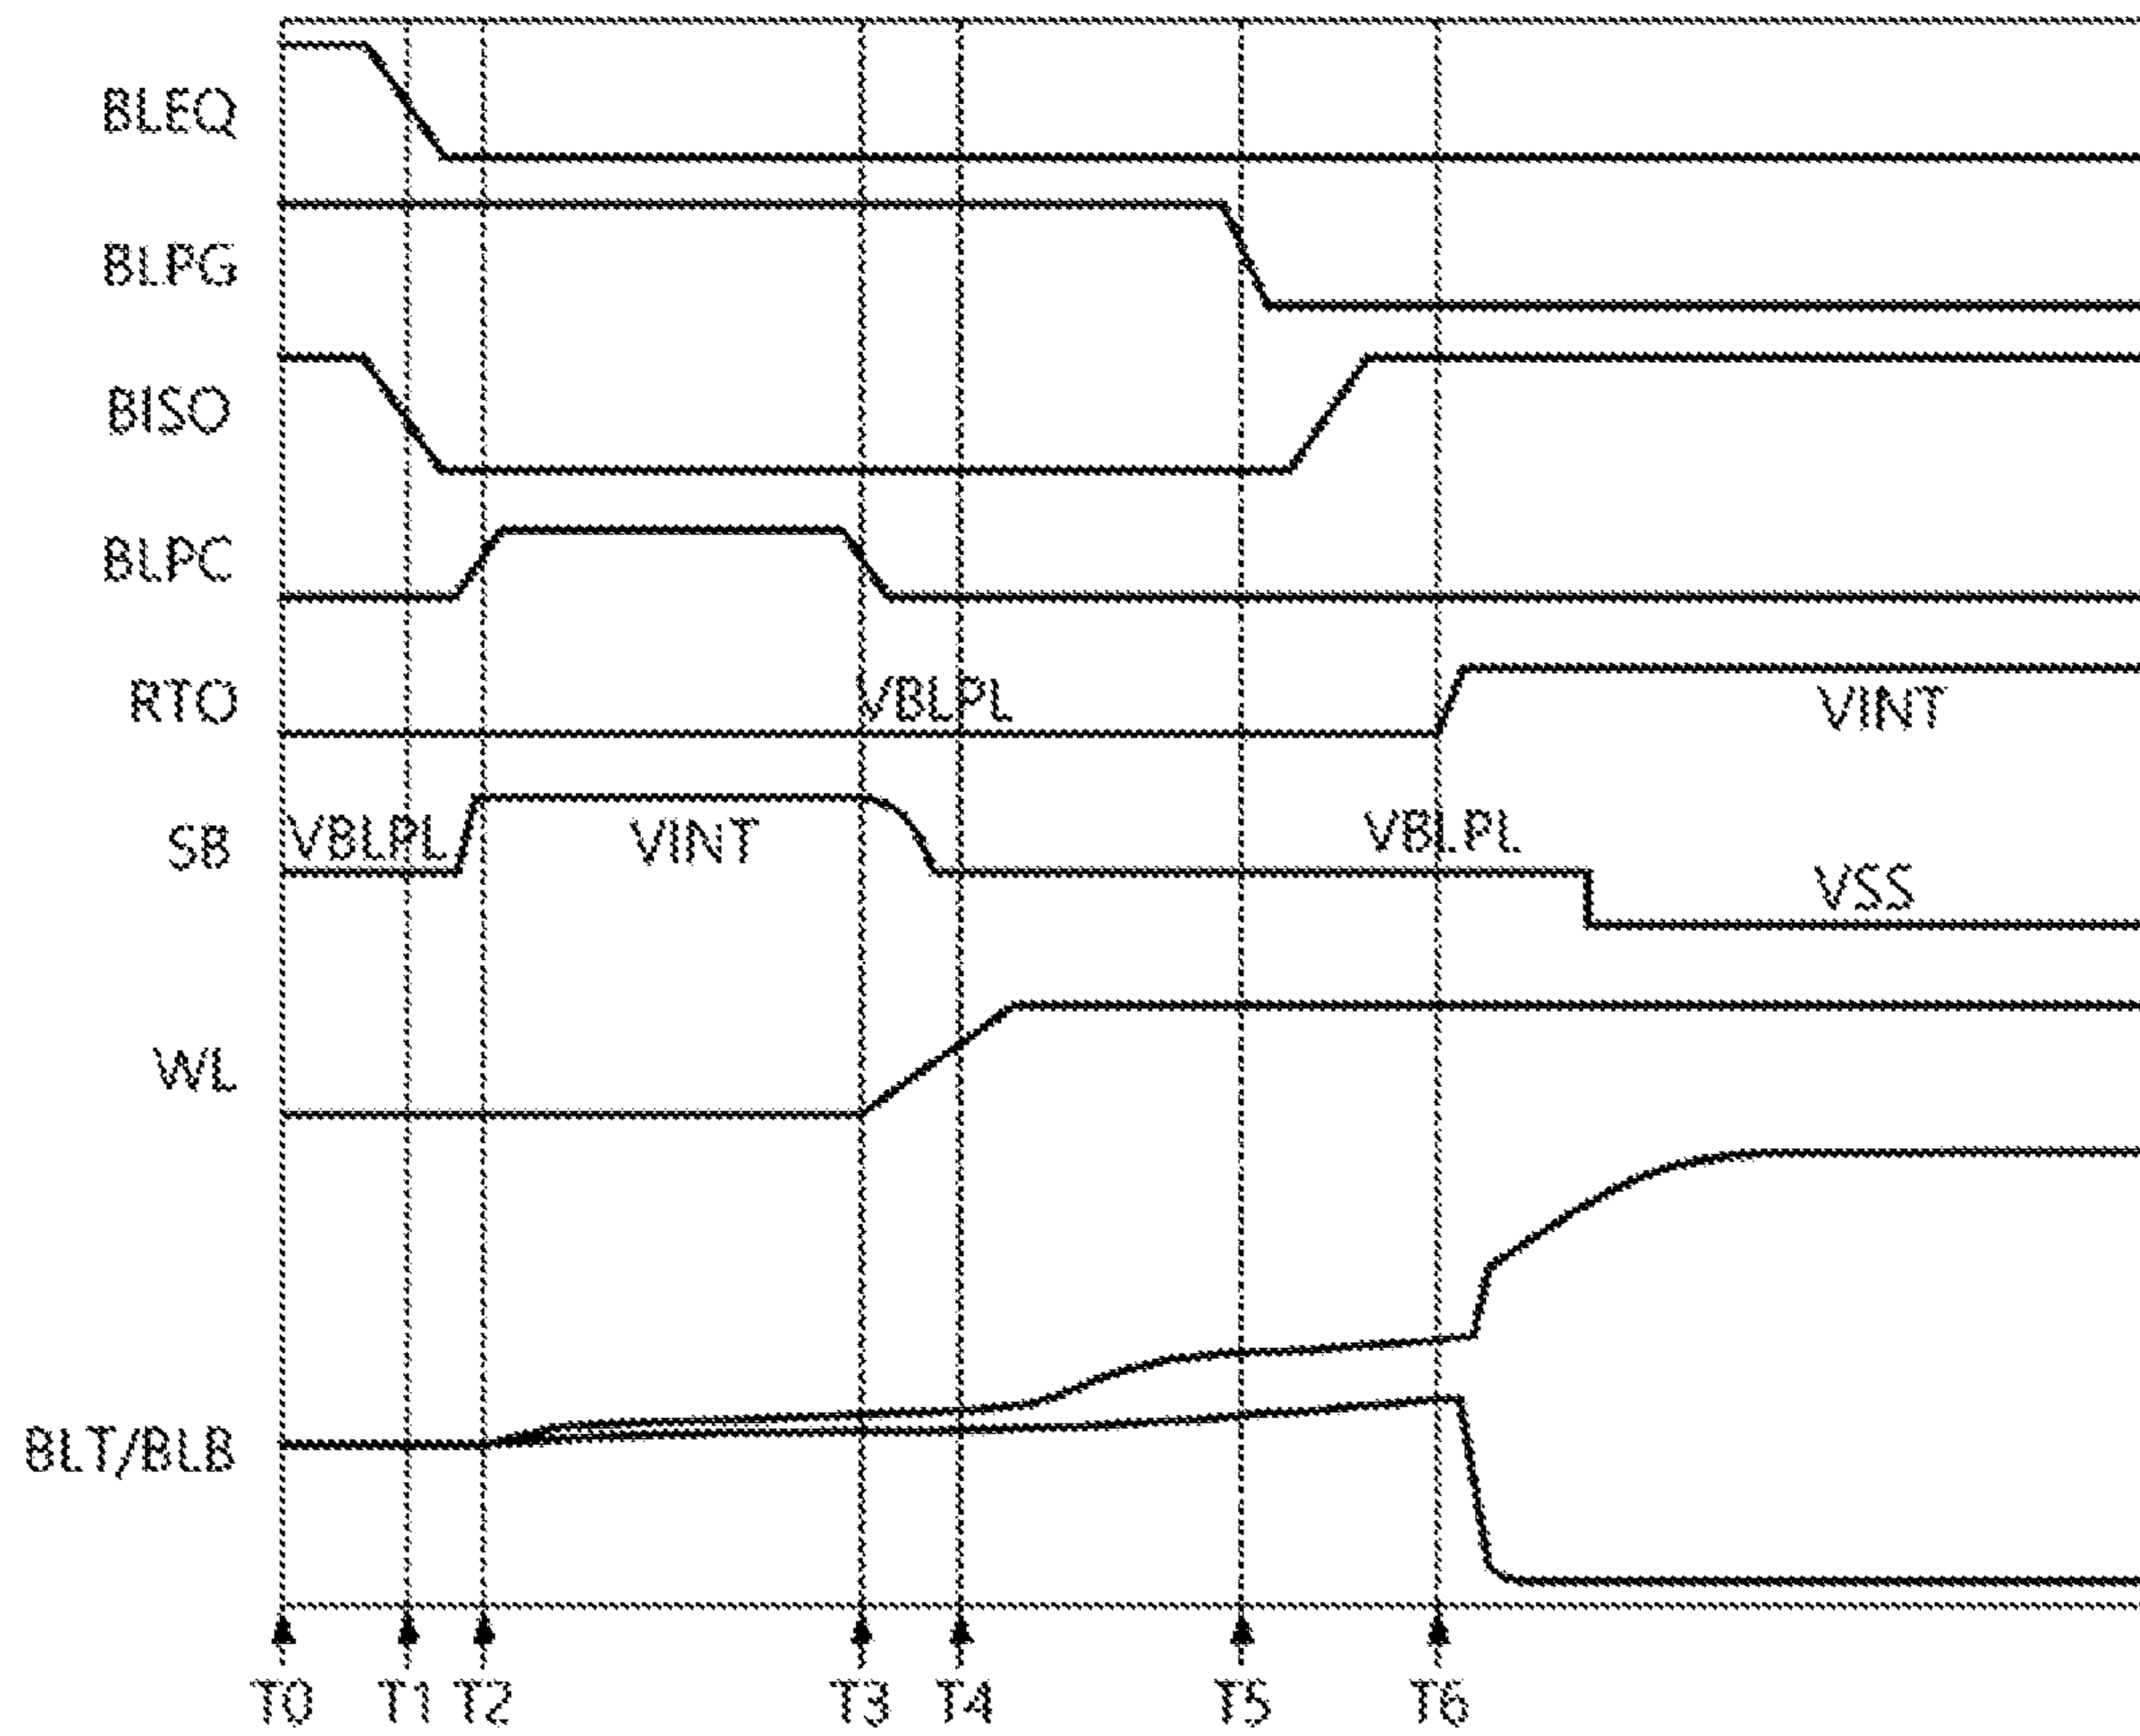 BLEQ
BLPG
BISO
BLPC
RTO VBLPL VINT
SB VBLPL VINT VBLPL VSS
WL
BLT/BLB
T0 T1 T2 T3 T4 T5 T6